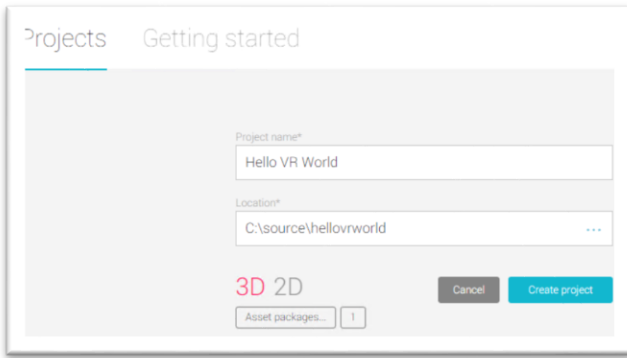 Projects Getting started
Project name*
Hello VR World
Location*
C:\source\hellovrworld ...
3D 2D Cancel Create project
Asset packages... 1